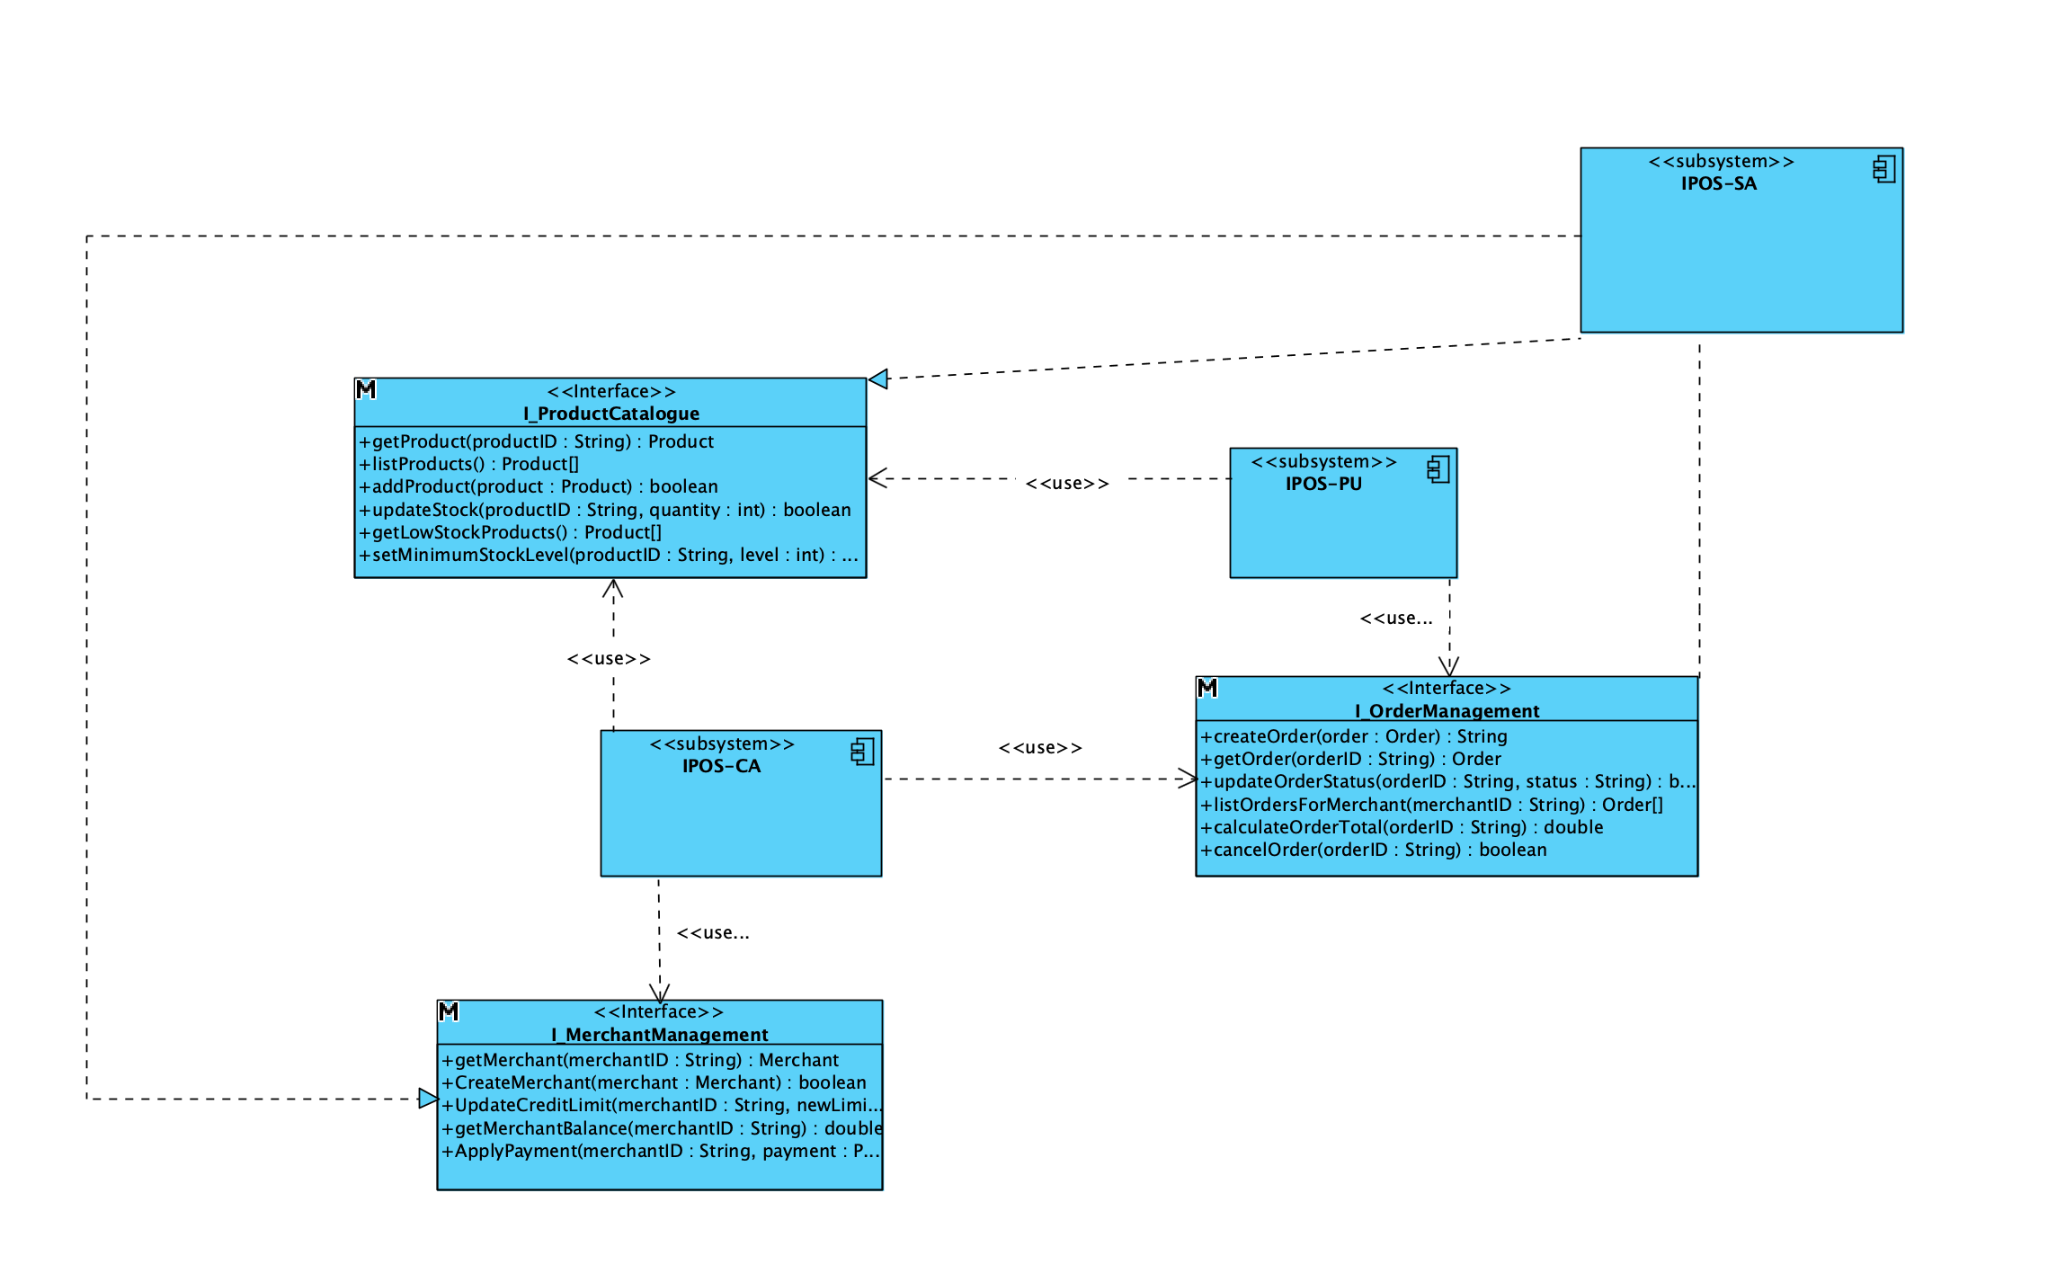 <<subsystem>>
IPOS-SA
M
<<Interface>>
I_ProductCatalogue
+getProduct(productID : String) : Product
+listProducts() : Product[]
+addProduct(product : Product) : boolean
+updateStock(productID : String, quantity : int) : boolean
+getLowStockProducts() : Product[]
+setMinimumStockLevel(productID : String, level : int) : ...
<<use>>
<<subsystem>>
IPOS-PU
<<use...
<<use>>
<<subsystem>>
IPOS-CA
<<use>>
M
<<Interface>>
I_OrderManagement
+createOrder(order : Order) : String
+getOrder(orderID : String) : Order
+updateOrderStatus(orderID : String, status : String) : b...
+listOrdersForMerchant(merchantID : String) : Order[]
+calculateOrderTotal(orderID : String) : double
+cancelOrder(orderID : String) : boolean
<<use...
M
<<Interface>>
I_MerchantManagement
+getMerchant(merchantID : String) : Merchant
+CreateMerchant(merchant : Merchant) : boolean
+UpdateCreditLimit(merchantID : String, newLimi...
+getMerchantBalance(merchantID : String) : double
+ApplyPayment(merchantID : String, payment : P...